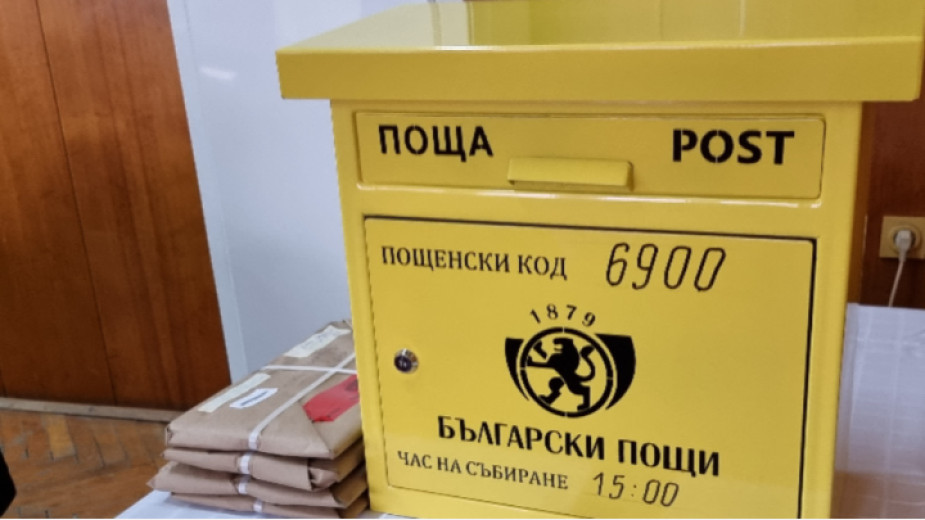 ПОЩА POST
ПОЩЕНСКИ КОД 6900
1879
БЪЛГАРСКИ ПОЩИ
ЧАС НА СЪБИРАНЕ 15:00